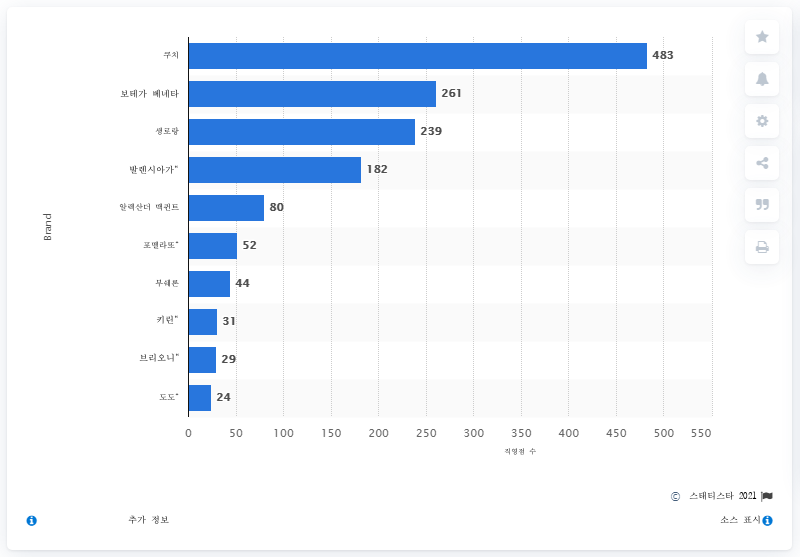 구치 483
보테가 베네타 261
생로랑 239
발렌시아가* 182
알렉산더 맥퀸트 80
포멜라또* 52
부쉐론 44
키린* 31
브리오니* 29
도도* 24
Brand
0 50 100 150 200 250 300 350 400 450 500 550
직영점 수
© 스태티스타 2021
추가 정보
소스 표시